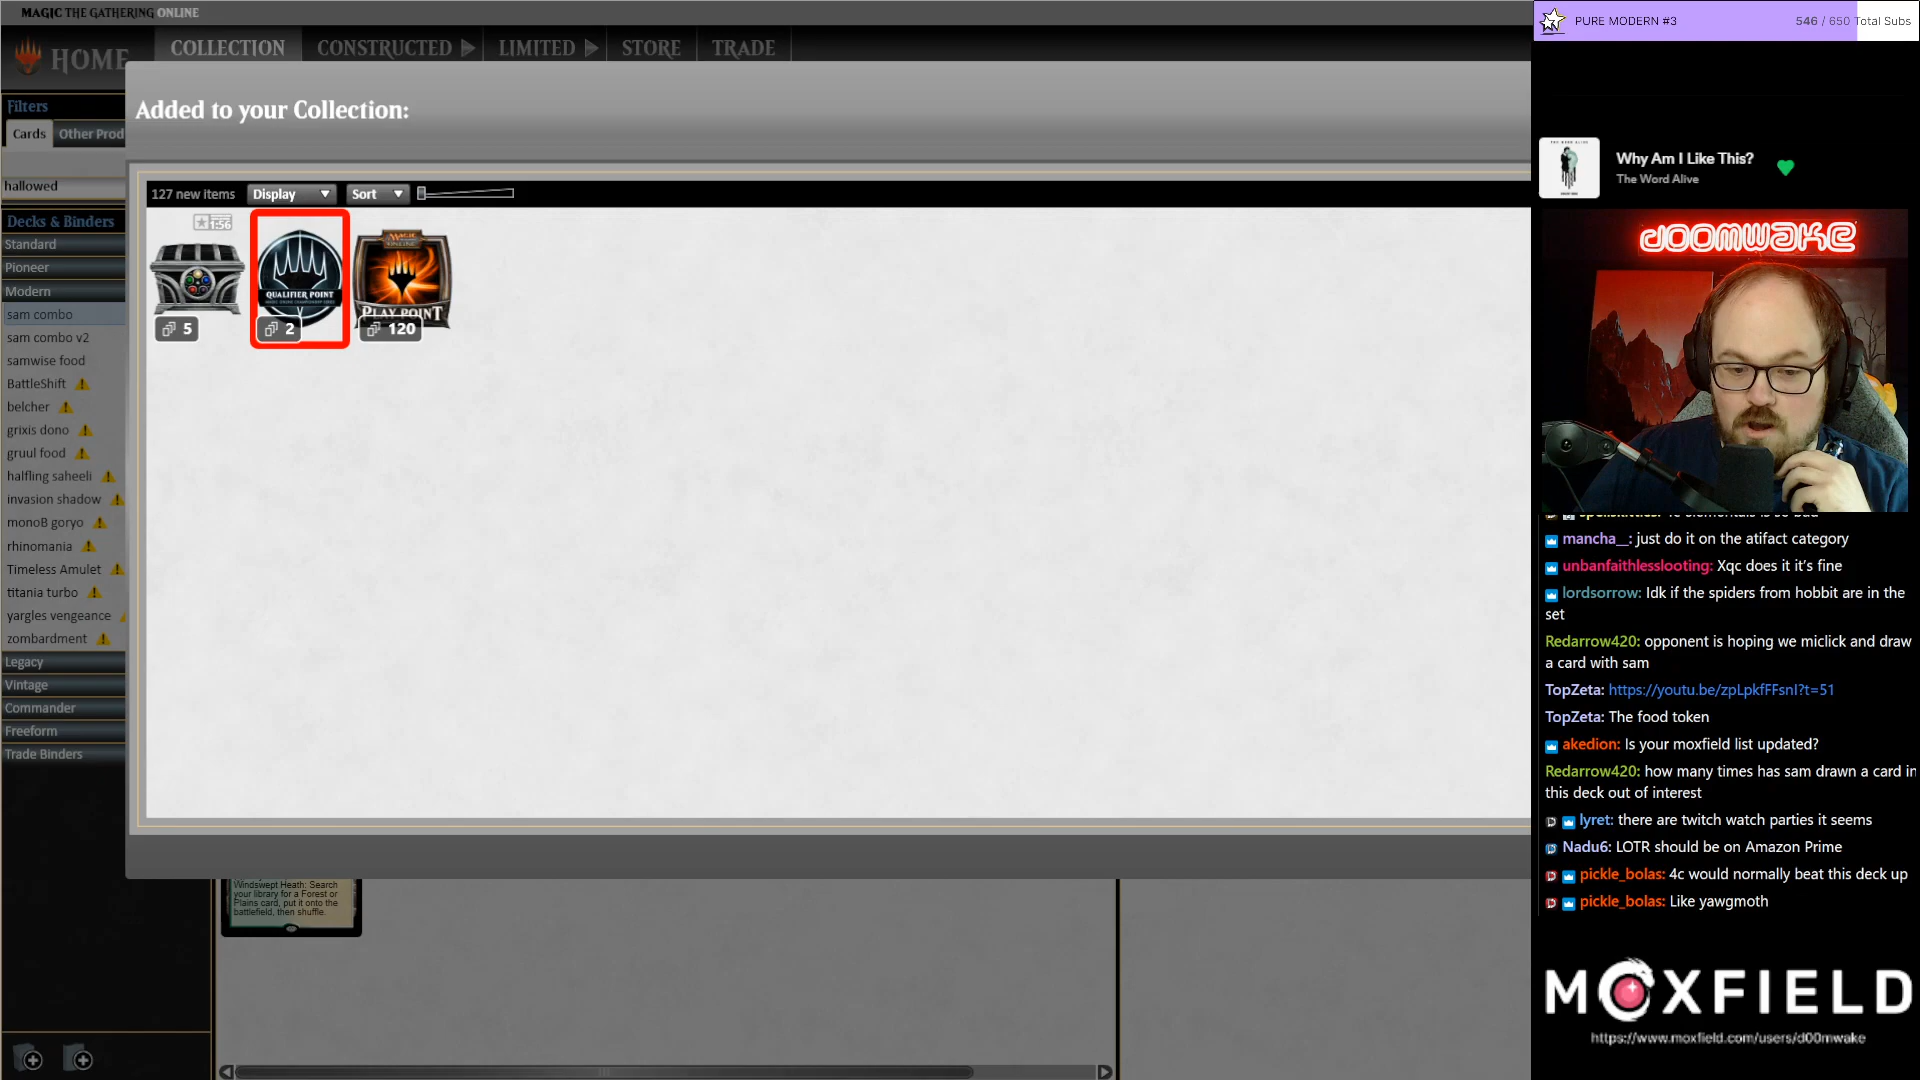 MAGIC THE GATHERING ONLINE
HOME
COLLECTION
CONSTRUCTED
LIMITED
STORE
TRADE
Filters
Cards
Other Prod
hallowed
Decks & Binders
Standard
Pioneer
Modern
sam combo
sam combo v2
samwise food
BattleShift
belcher
grixis dono
gruul food
halfling saheeli
invasion shadow
monoB goryo
rhinomania
Timeless Amulet
titania turbo
yargles vengeance
zombardment
Legacy
Vintage
Commander
Freeform
Trade Binders
Added to your Collection:
127 new items
Display
Sort
1:56
5
QUALIFIER POINT
2
MAGIC
ONLINE
PLAY POINT
120
Windswept Heath: Search
your library for a Forest or
Plains card, put it onto the
battlefield, then shuffle.
PURE MODERN #3
546 / 650 Total Subs
Why Am I Like This?
The Word Alive
doomwake
mancha__: just do it on the atifact category
unbanfaithlesslooting: Xqc does it it's fine
lordsorrow: Idk if the spiders from hobbit are in the
set
Redarrow420: opponent is hoping we miclick and draw
a card with sam
TopZeta: https://youtu.be/zpLpkfFFsnI?t=51
TopZeta: The food token
akedion: Is your moxfield list updated?
Redarrow420: how many times has sam drawn a card in
this deck out of interest
lyret: there are twitch watch parties it seems
Nadu6: LOTR should be on Amazon Prime
pickle_bolas: 4c would normally beat this deck up
pickle_bolas: Like yawgmoth
MOXFIELD
https://www.moxfield.com/users/d00mwake